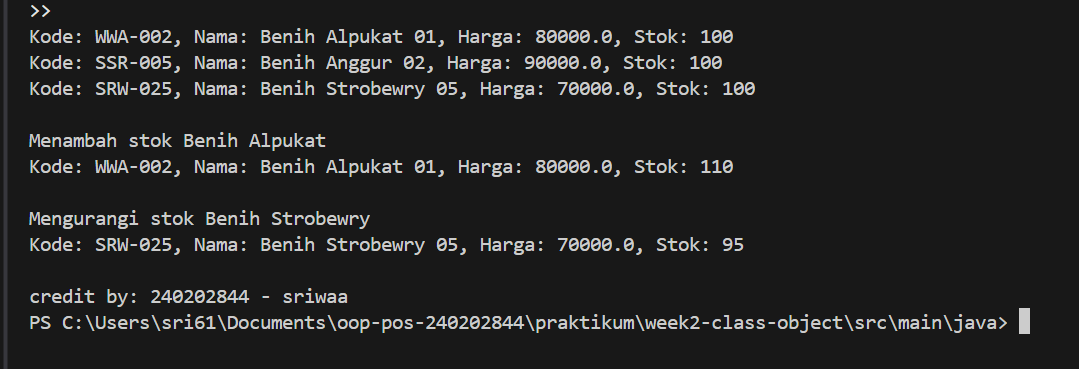 >>
Kode: WWA-002, Nama: Benih Alpukat 01, Harga: 80000.0, Stok: 100
Kode: SSR-005, Nama: Benih Anggur 02, Harga: 90000.0, Stok: 100
Kode: SRW-025, Nama: Benih Strobewry 05, Harga: 70000.0, Stok: 100
Menambah stok Benih Alpukat
Kode: WWA-002, Nama: Benih Alpukat 01, Harga: 80000.0, Stok: 110
Mengurangi stok Benih Strobewry
Kode: SRW-025, Nama: Benih Strobewry 05, Harga: 70000.0, Stok: 95
credit by: 240202844 - sriwaa
PS C:\Users\sri61\Documents\oop-pos-240202844\praktikum\week2-class-object\src\main\java>